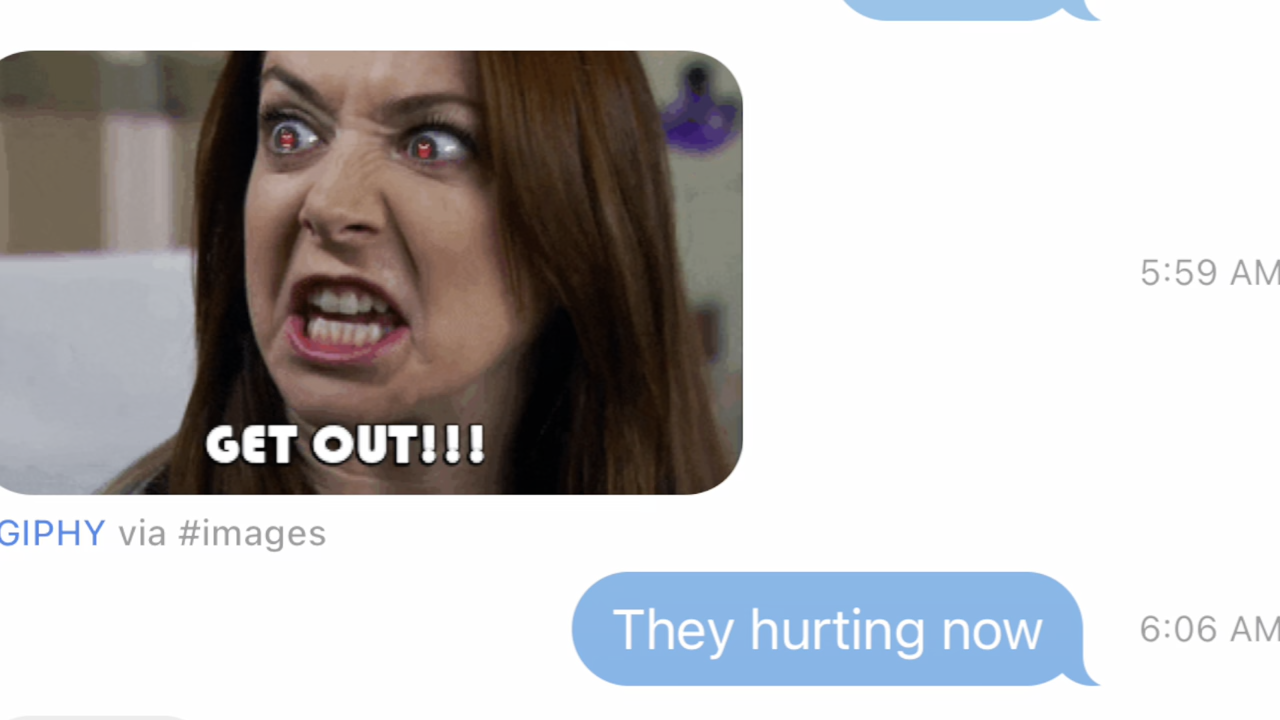 5:59 AM
GET OUT!!!
GIPHY via #images
They hurting now
6:06 AM